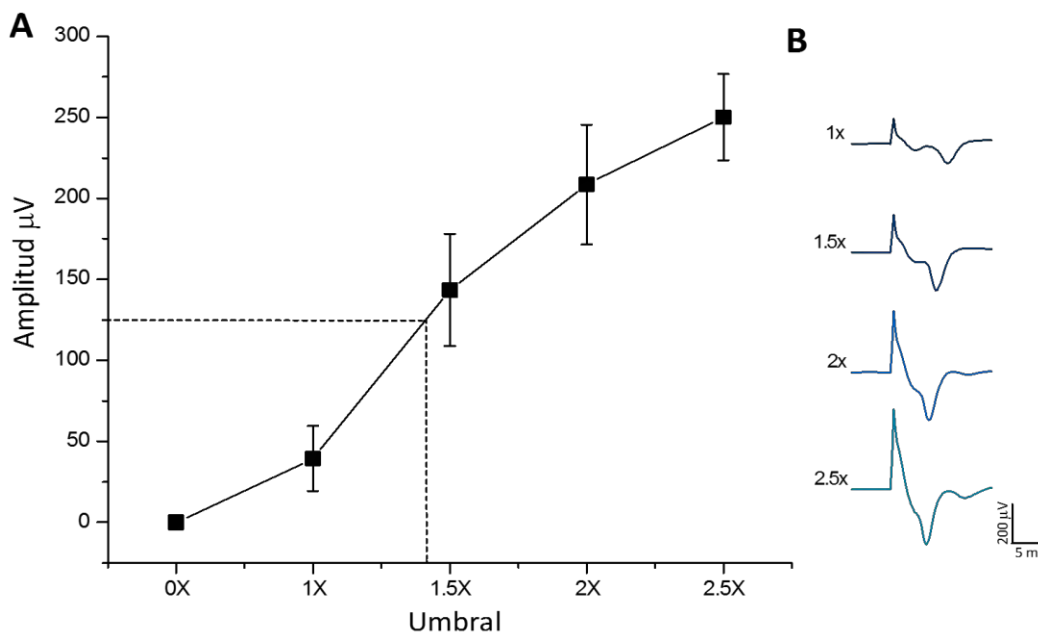 A
300
250
200
150
100
50
0
Amplitud μV
0X 1X 1.5X 2X 2.5X
Umbral
B
1x
1.5x
2x
2.5x
200 μV
5 m